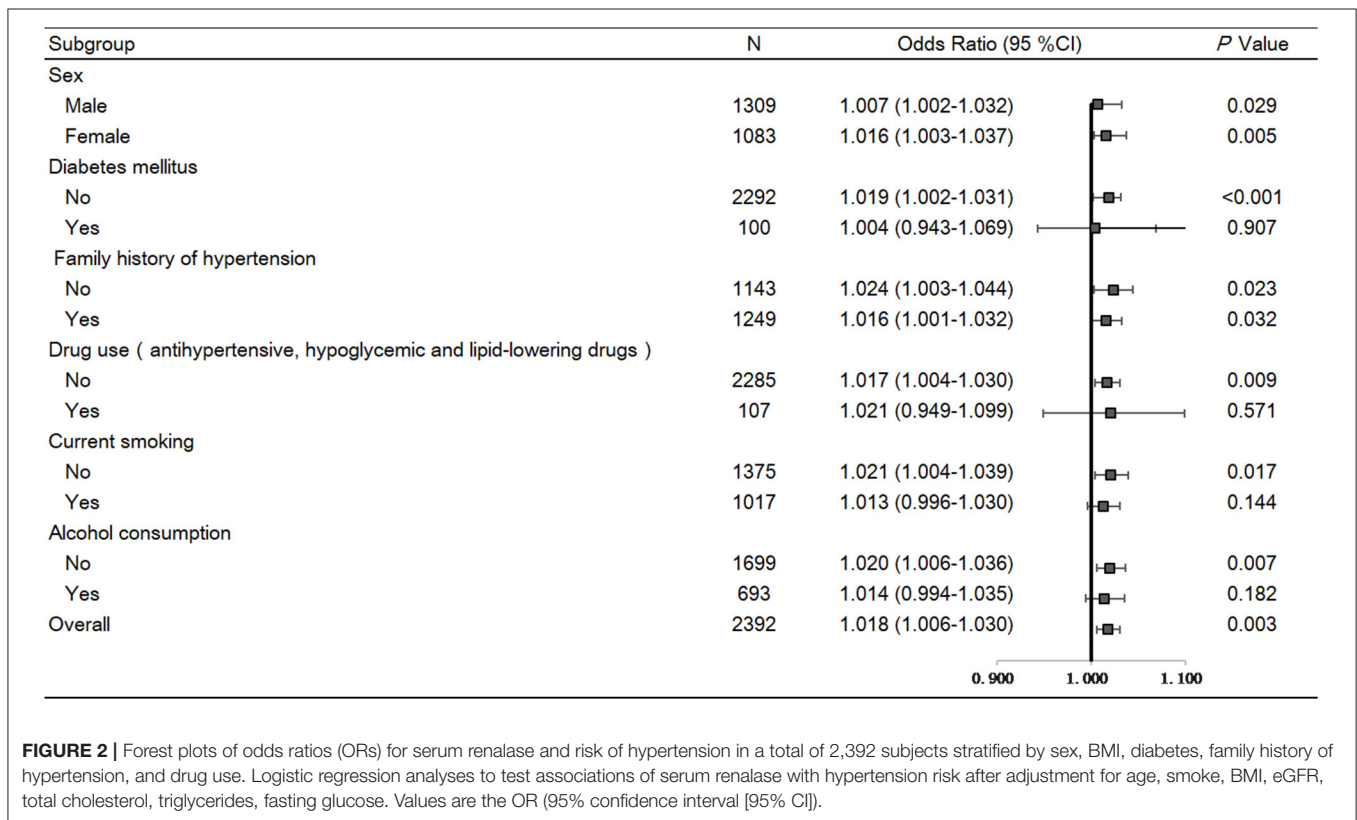 Subgroup N Odds Ratio (95 %CI) P Value
Sex
Male 1309 1.007 (1.002-1.032) 0.029
Female 1083 1.016 (1.003-1.037) 0.005
Diabetes mellitus
No 2292 1.019 (1.002-1.031) <0.001
Yes 100 1.004 (0.943-1.069) 0.907
Family history of hypertension
No 1143 1.024 (1.003-1.044) 0.023
Yes 1249 1.016 (1.001-1.032) 0.032
Drug use ( antihypertensive, hypoglycemic and lipid-lowering drugs )
No 2285 1.017 (1.004-1.030) 0.009
Yes 107 1.021 (0.949-1.099) 0.571
Current smoking
No 1375 1.021 (1.004-1.039) 0.017
Yes 1017 1.013 (0.996-1.030) 0.144
Alcohol consumption
No 1699 1.020 (1.006-1.036) 0.007
Yes 693 1.014 (0.994-1.035) 0.182
Overall 2392 1.018 (1.006-1.030) 0.003
0.900 1.000 1.100
FIGURE 2 | Forest plots of odds ratios (ORs) for serum renalase and risk of hypertension in a total of 2,392 subjects stratified by sex, BMI, diabetes, family history of
hypertension, and drug use. Logistic regression analyses to test associations of serum renalase with hypertension risk after adjustment for age, smoke, BMI, eGFR,
total cholesterol, triglycerides, fasting glucose. Values are the OR (95% confidence interval [95% CI]).